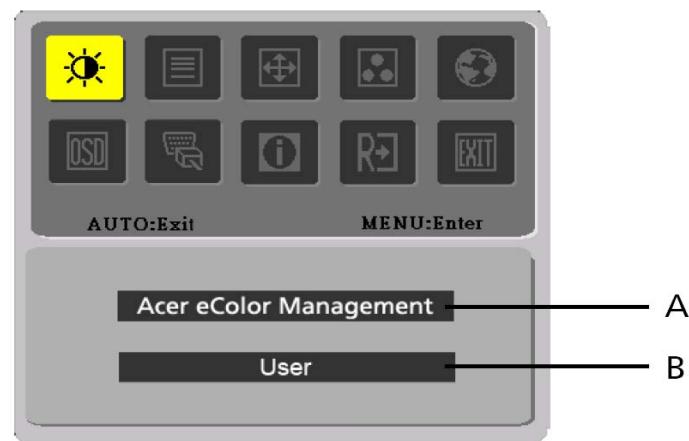 OSD
R
EXIT
AUTO:Exit MENU:Enter
Acer eColor Management A
User B